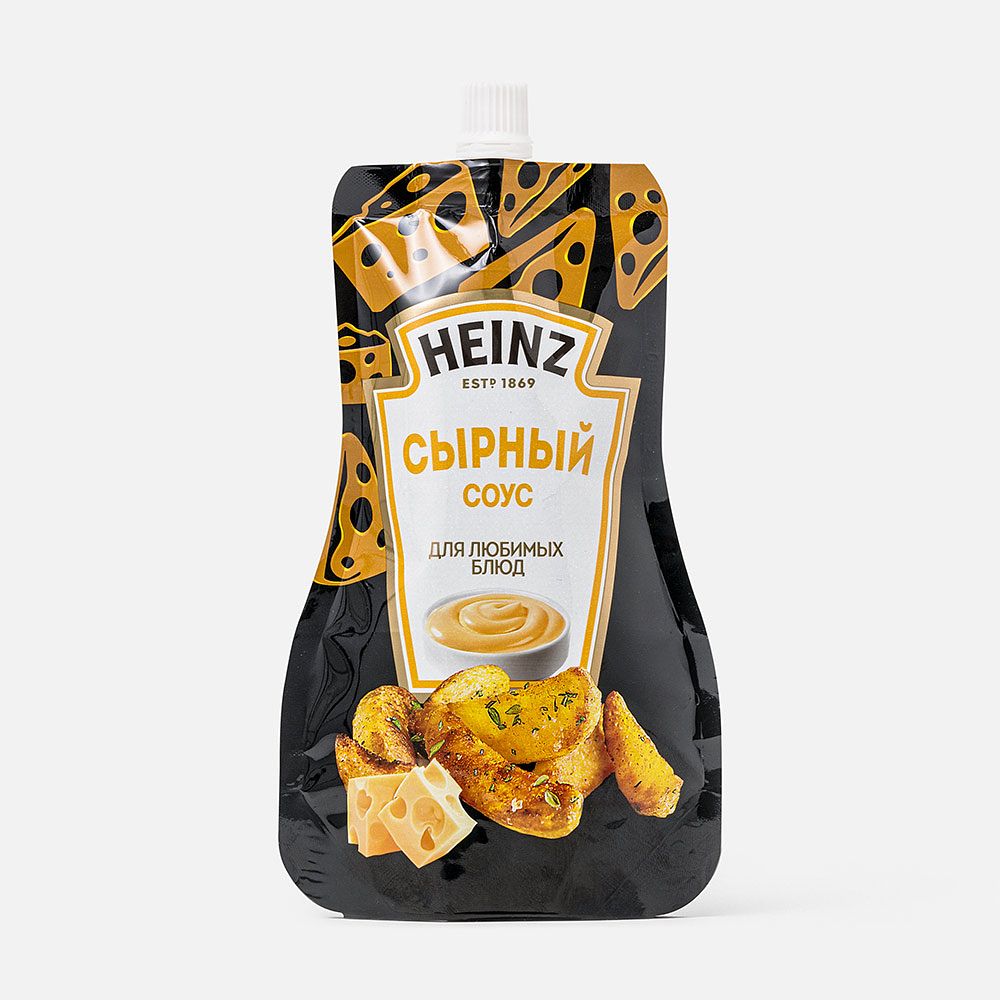 HEINZ
ESTD 1869
СЫРНЫЙ
СОУС
ДЛЯ ЛЮБИМЫХ
БЛЮД